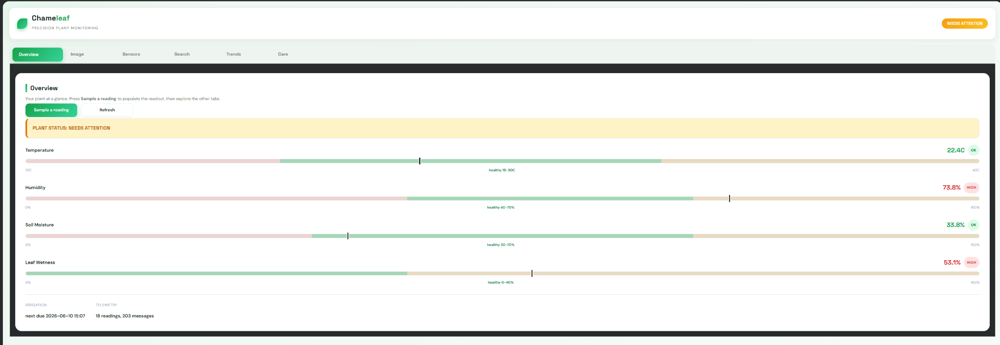 Chameleaf
PRECISION PLANT MONITORING
NEEDS ATTENTION
Overview
Image
Sensors
Search
Trends
Care
Overview
Your plant at a glance. Press Sample a reading to populate the readout, then explore the other tabs.
Sample a reading
Refresh
PLANT STATUS: NEEDS ATTENTION
Temperature
22.4C
OK
10C
healthy 18-30C
40C
Humidity
73.8%
HIGH
0%
healthy 40-70%
100%
Soil Moisture
33.8%
OK
0%
healthy 30-70%
100%
Leaf Wetness
53.1%
HIGH
0%
healthy 0-40%
100%
IRRIGATION
TELEMETRY
next due 2026-06-10 15:07
18 readings, 203 messages